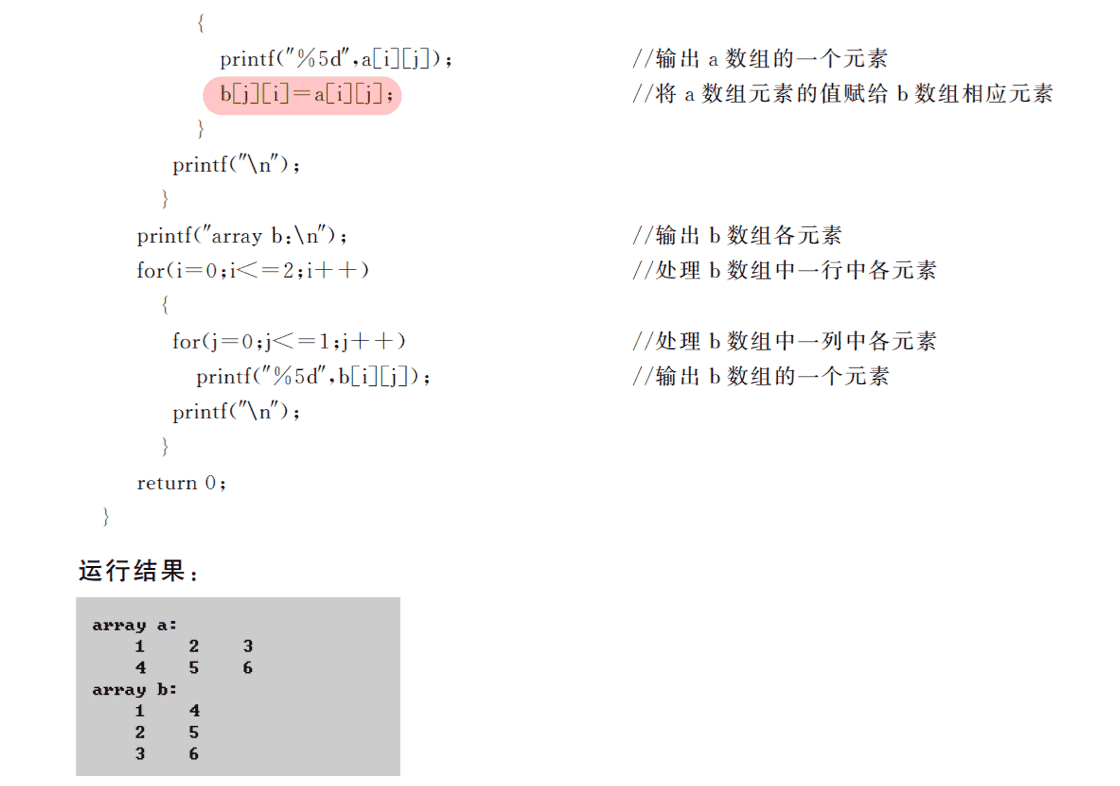 {
printf("%5d",a[i][j]); //输出 a 数组的一个元素
b[j][i]=a[i][j]; //将 a 数组元素的值赋给 b 数组相应元素
}
printf("\n");
}
printf("array b:\n"); //输出 b 数组各元素
for(i=0;i<=2;i++) //处理 b 数组中一行中各元素
{
for(j=0;j<=1;j++) //处理 b 数组中一列中各元素
printf("%5d",b[i][j]); //输出 b 数组的一个元素
printf("\n");
}
return 0;
}
运行结果：
array a:
1 2 3
4 5 6
array b:
1 4
2 5
3 6